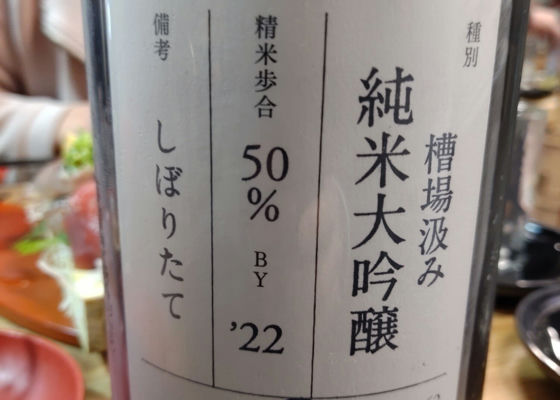 種別
槽場汲み
純米大吟醸
精米歩合
50%
BY
'22
備考
しぼりたて